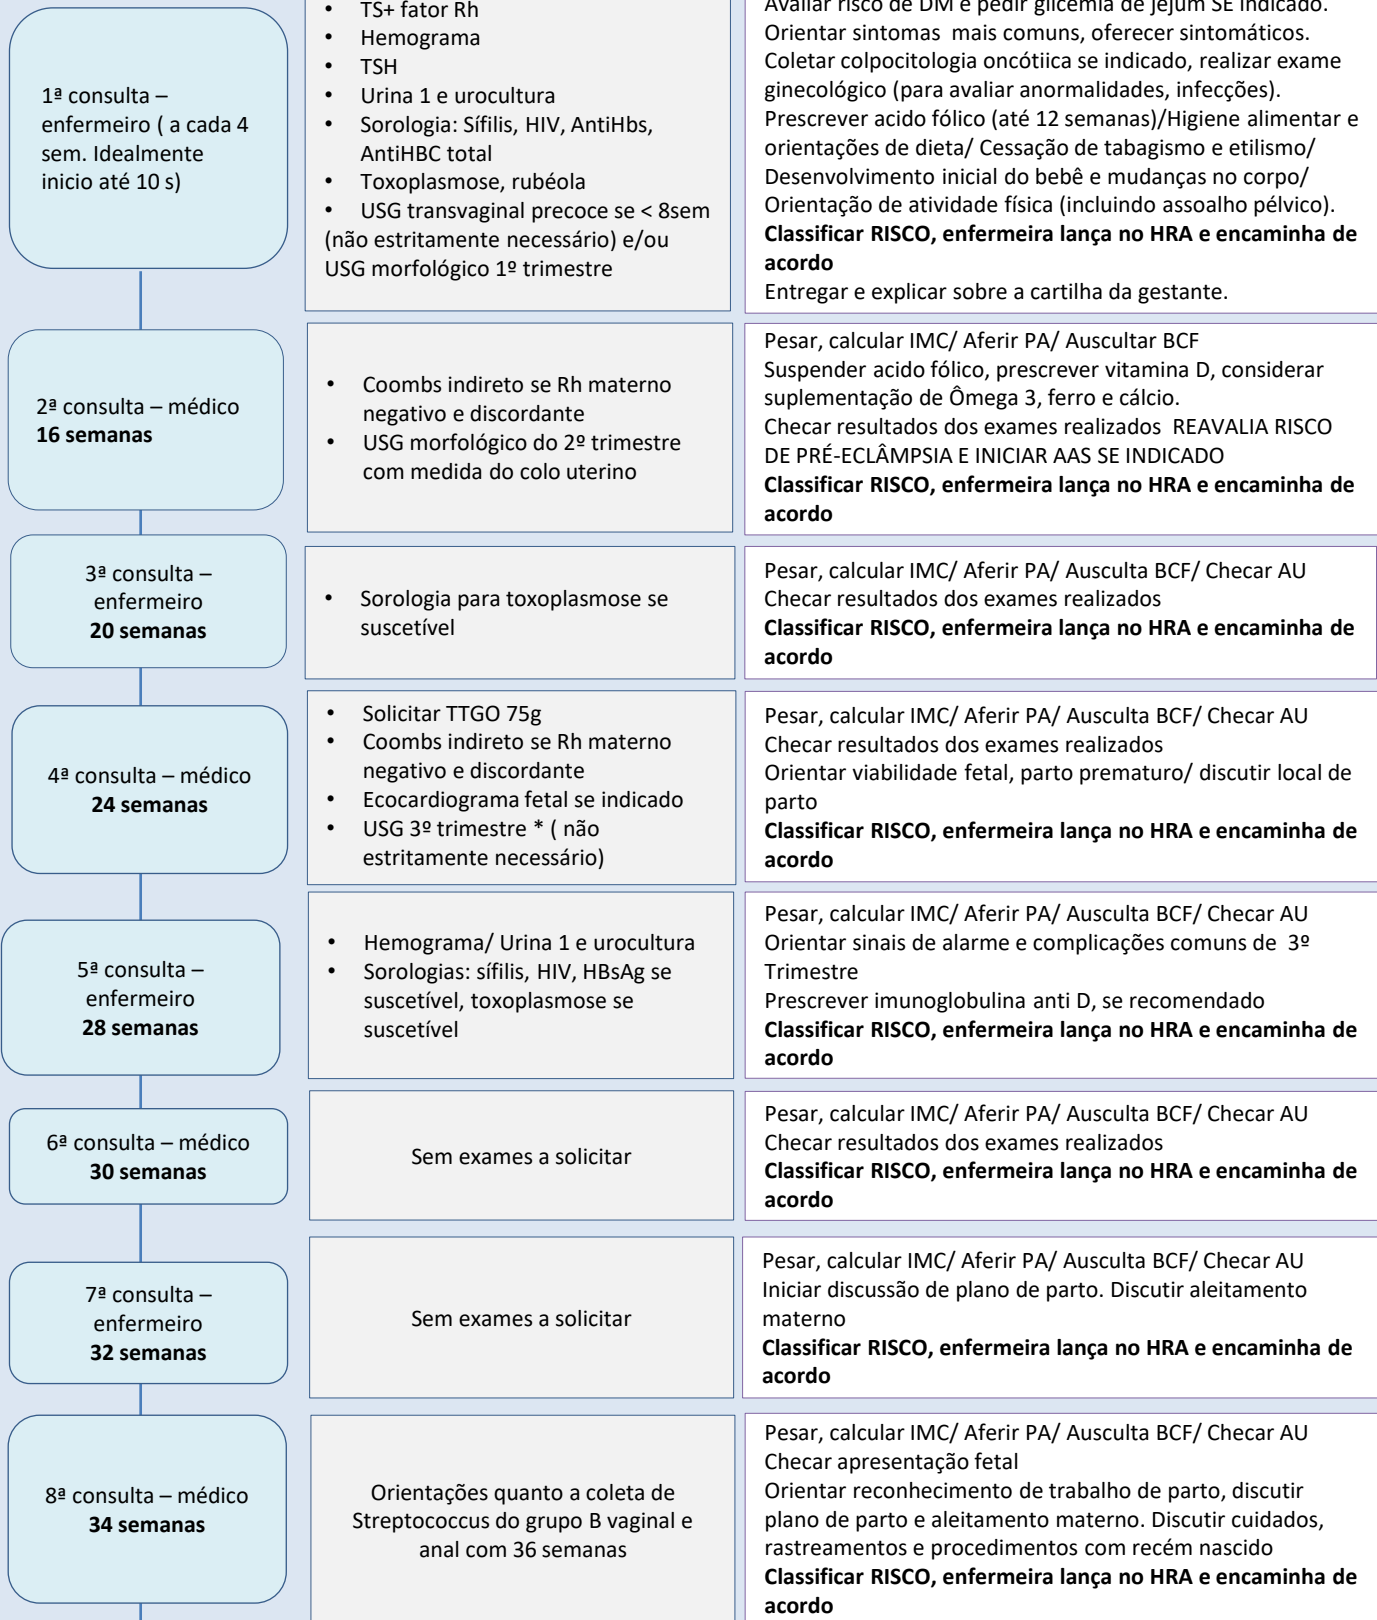 1ª consulta –
enfermeiro ( a cada 4
sem. Idealmente
inicio até 10 s)
• TS+ fator Rh
• Hemograma
• TSH
• Urina 1 e urocultura
• Sorologia: Sífilis, HIV, AntiHbs,
AntiHBC total
• Toxoplasmose, rubéola
• USG transvaginal precoce se < 8sem
(não estritamente necessário) e/ou
USG morfológico 1º trimestre
Avaliar risco de DM e pedir glicemia de jejum SE indicado.
Orientar sintomas mais comuns, oferecer sintomáticos.
Coletar colpocitologia oncótiica se indicado, realizar exame
ginecológico (para avaliar anormalidades, infecções).
Prescrever acido fólico (até 12 semanas)/Higiene alimentar e
orientações de dieta/ Cessação de tabagismo e etilismo/
Desenvolvimento inicial do bebê e mudanças no corpo/
Orientação de atividade física (incluindo assoalho pélvico).
Classificar RISCO, enfermeira lança no HRA e encaminha de
acordo
Entregar e explicar sobre a cartilha da gestante.
2ª consulta – médico
16 semanas
• Coombs indireto se Rh materno
negativo e discordante
• USG morfológico do 2º trimestre
com medida do colo uterino
Pesar, calcular IMC/ Aferir PA/ Auscultar BCF
Suspender acido fólico, prescrever vitamina D, considerar
suplementação de Ômega 3, ferro e cálcio.
Checar resultados dos exames realizados REAVALIA RISCO
DE PRÉ-ECLÂMPSIA E INICIAR AAS SE INDICADO
Classificar RISCO, enfermeira lança no HRA e encaminha de
acordo
3ª consulta –
enfermeiro
20 semanas
• Sorologia para toxoplasmose se
suscetível
Pesar, calcular IMC/ Aferir PA/ Ausculta BCF/ Checar AU
Checar resultados dos exames realizados
Classificar RISCO, enfermeira lança no HRA e encaminha de
acordo
4ª consulta – médico
24 semanas
• Solicitar TTGO 75g
• Coombs indireto se Rh materno
negativo e discordante
• Ecocardiograma fetal se indicado
• USG 3º trimestre * ( não
estritamente necessário)
Pesar, calcular IMC/ Aferir PA/ Ausculta BCF/ Checar AU
Checar resultados dos exames realizados
Orientar viabilidade fetal, parto prematuro/ discutir local de
parto
Classificar RISCO, enfermeira lança no HRA e encaminha de
acordo
5ª consulta –
enfermeiro
28 semanas
• Hemograma/ Urina 1 e urocultura
• Sorologias: sífilis, HIV, HBsAg se
suscetível, toxoplasmose se
suscetível
Pesar, calcular IMC/ Aferir PA/ Ausculta BCF/ Checar AU
Orientar sinais de alarme e complicações comuns de 3º
Trimestre
Prescrever imunoglobulina anti D, se recomendado
Classificar RISCO, enfermeira lança no HRA e encaminha de
acordo
6ª consulta – médico
30 semanas
Sem exames a solicitar
Pesar, calcular IMC/ Aferir PA/ Ausculta BCF/ Checar AU
Checar resultados dos exames realizados
Classificar RISCO, enfermeira lança no HRA e encaminha de
acordo
7ª consulta –
enfermeiro
32 semanas
Sem exames a solicitar
Pesar, calcular IMC/ Aferir PA/ Ausculta BCF/ Checar AU
Iniciar discussão de plano de parto. Discutir aleitamento
materno
Classificar RISCO, enfermeira lança no HRA e encaminha de
acordo
8ª consulta – médico
34 semanas
Orientações quanto a coleta de
Streptococcus do grupo B vaginal e
anal com 36 semanas
Pesar, calcular IMC/ Aferir PA/ Ausculta BCF/ Checar AU
Checar apresentação fetal
Orientar reconhecimento de trabalho de parto, discutir
plano de parto e aleitamento materno. Discutir cuidados,
rastreamentos e procedimentos com recém nascido
Classificar RISCO, enfermeira lança no HRA e encaminha de
acordo